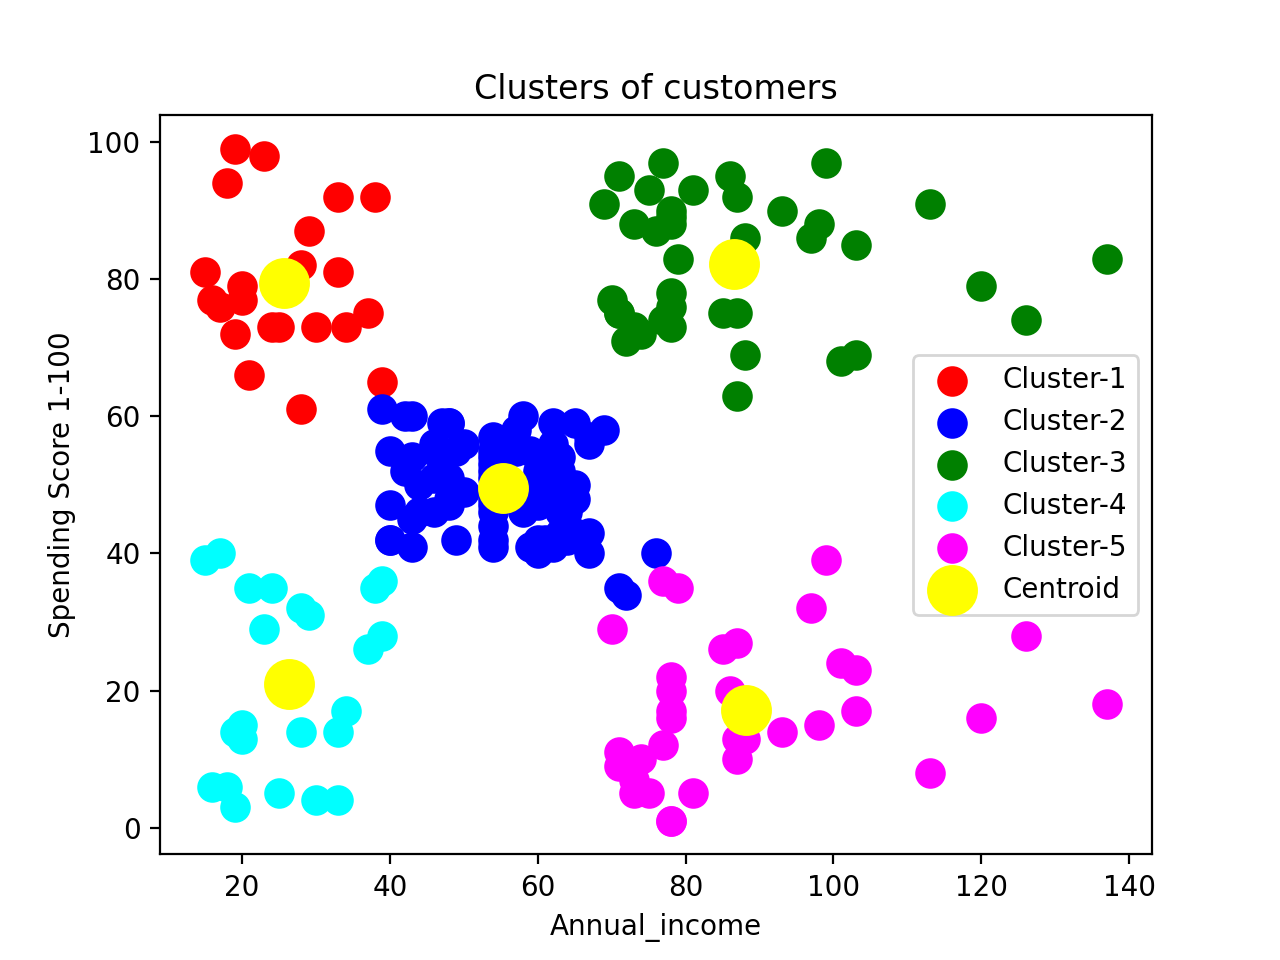 Clusters of customers
100
80
60
40
20
0
Spending Score 1-100
20 40 60 80 100 120 140
Annual_income
Cluster-1
Cluster-2
Cluster-3
Cluster-4
Cluster-5
Centroid